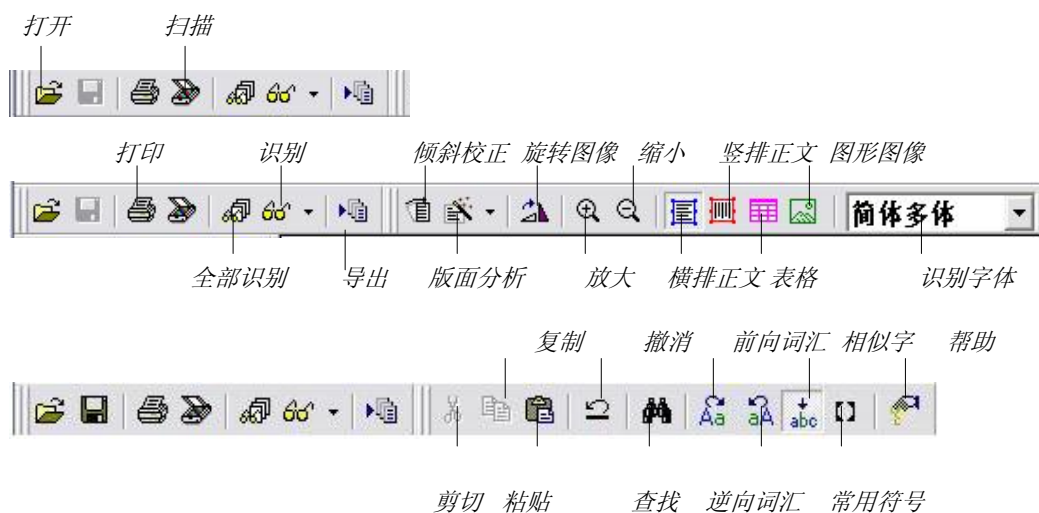 打开 扫描
打印 识别 倾斜校正 旋转图像 缩小 竖排正文 图形图像
简体多体
全部识别 导出 版面分析 放大 横排正文 表格 识别字体
复制 撤消 前向词汇 相似字 帮助
Aa aA abc
剪切 粘贴 查找 逆向词汇 常用符号